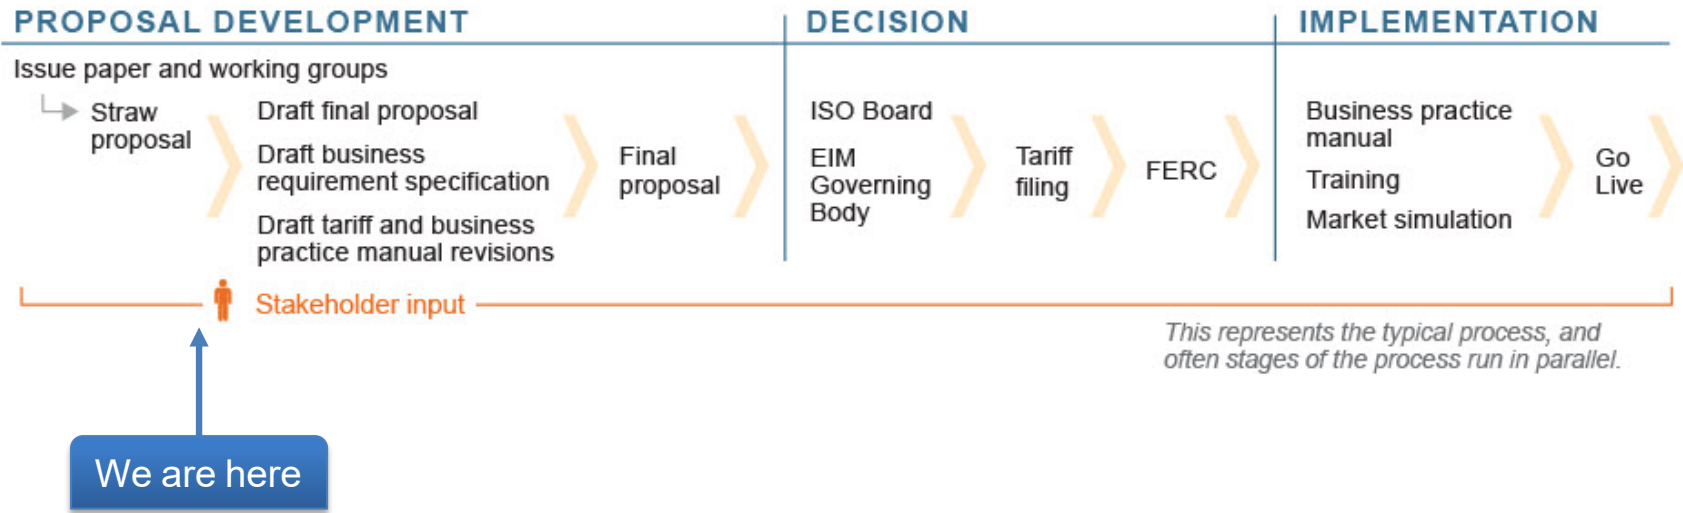 PROPOSAL DEVELOPMENT
DECISION
IMPLEMENTATION
Issue paper and working groups
Straw
proposal
Draft final proposal
Draft business
requirement specification
Draft tariff and business
practice manual revisions
Final
proposal
ISO Board
EIM
Governing
Body
Tariff
filing
FERC
Business practice
manual
Training
Market simulation
Go
Live
Stakeholder input
This represents the typical process, and
often stages of the process run in parallel.
We are here